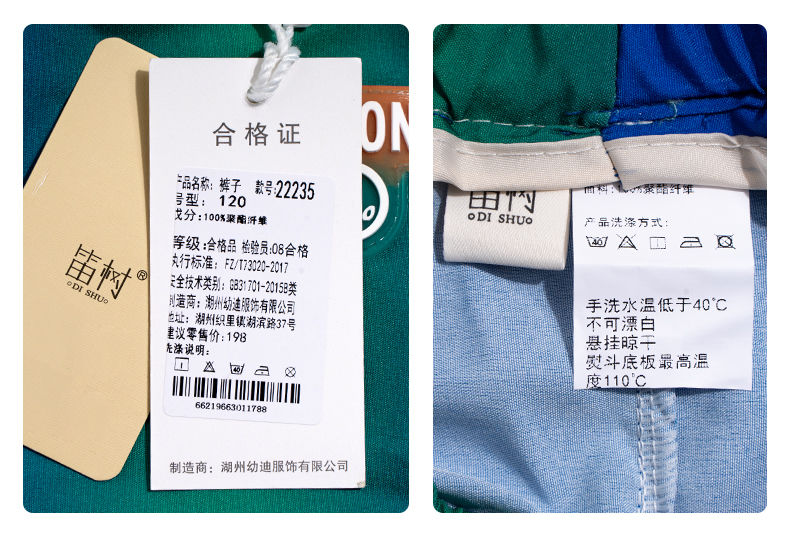 合格证
产品名称：裤子 款号：22235
号型：120
成分：100%聚酯纤维
等级：合格品 检验员：08合格
执行标准：FZ/T73020-2017
安全技术类别：GB31701-2015B类
制造商：湖州幼迪服饰有限公司
地址：湖州织里镇湖滨路37号
建议零售价：198
洗涤说明：
40
66219663011788
制造商：湖州幼迪服饰有限公司
笛树®
DI SHU
ON
笛树
DI SHU
面料：100%聚酯纤维
产品洗涤方式：
40
手洗水温低于40℃
不可漂白
悬挂晾干
熨斗底板最高温
度110℃